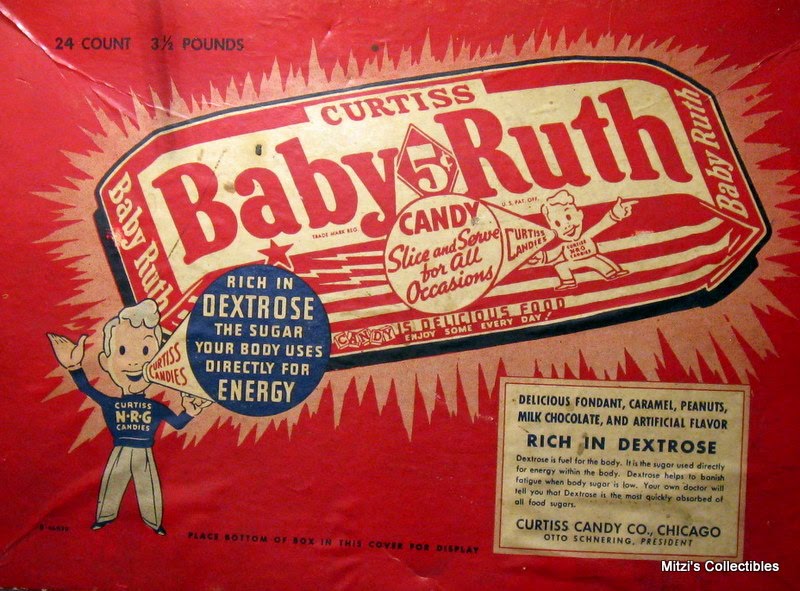 24 COUNT 3½ POUNDS
CURTISS
Baby Ruth
5¢
Baby Ruth
Baby Ruth
TRADE MARK REG.
U.S. PAT. OFF.
CANDY
Slice and Serve
for All
Occasions
CURTISS
CANDIES
CURTISS
N·R·G
CANDIES
CANDY IS DELICIOUS FOOD
ENJOY SOME EVERY DAY!
RICH IN
DEXTROSE
THE SUGAR
YOUR BODY USES
DIRECTLY FOR
ENERGY
CURTISS
CANDIES
CURTISS
N·R·G
CANDIES
DELICIOUS FONDANT, CARAMEL, PEANUTS,
MILK CHOCOLATE, AND ARTIFICIAL FLAVOR
RICH IN DEXTROSE
Dextrose is fuel for the body. It is the sugar used directly
for energy within the body. Dextrose helps to banish
fatigue when body sugar is low. Your own doctor will
tell you that Dextrose is the most quickly absorbed of
all food sugars.
CURTISS CANDY CO., CHICAGO
OTTO SCHNERING, PRESIDENT
PLACE BOTTOM OF BOX IN THIS COVER FOR DISPLAY
Mitzi's Collectibles